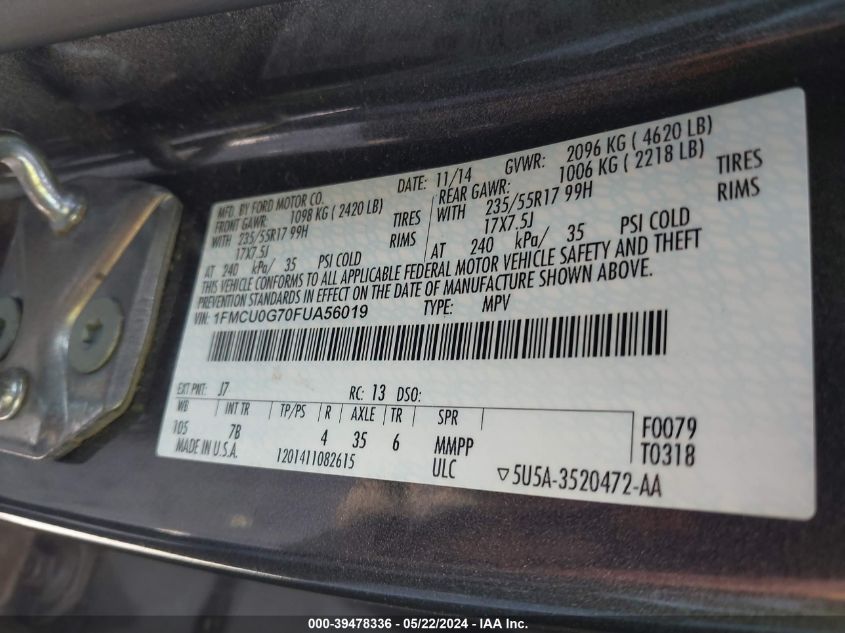 MFD. BY FORD MOTOR CO.
DATE: 11/14
GVWR: 2096 KG ( 4620 LB)
FRONT GAWR: 1098 KG ( 2420 LB)
REAR GAWR: 1006 KG ( 2218 LB)
WITH 235/55R17 99H TIRES
WITH 235/55R17 99H TIRES
17X7.5J RIMS
17X7.5J RIMS
AT 240 kPa/ 35 PSI COLD
AT 240 kPa/ 35 PSI COLD
THIS VEHICLE CONFORMS TO ALL APPLICABLE FEDERAL MOTOR VEHICLE SAFETY AND THEFT
PREVENTION STANDARDS IN EFFECT ON THE DATE OF MANUFACTURE SHOWN ABOVE.
VIN: 1FMCU0G70FUA56019
TYPE: MPV
EXT PNT: J7 RC: 13 DSO:
WB INT TR TP/PS R AXLE TR SPR
105 7B 4 35 6 MMPP
F0079
T0318
MADE IN U.S.A. 1201411082615 ULC ▽5U5A-3520472-AA
000-39478336 - 05/22/2024 - IAA Inc.